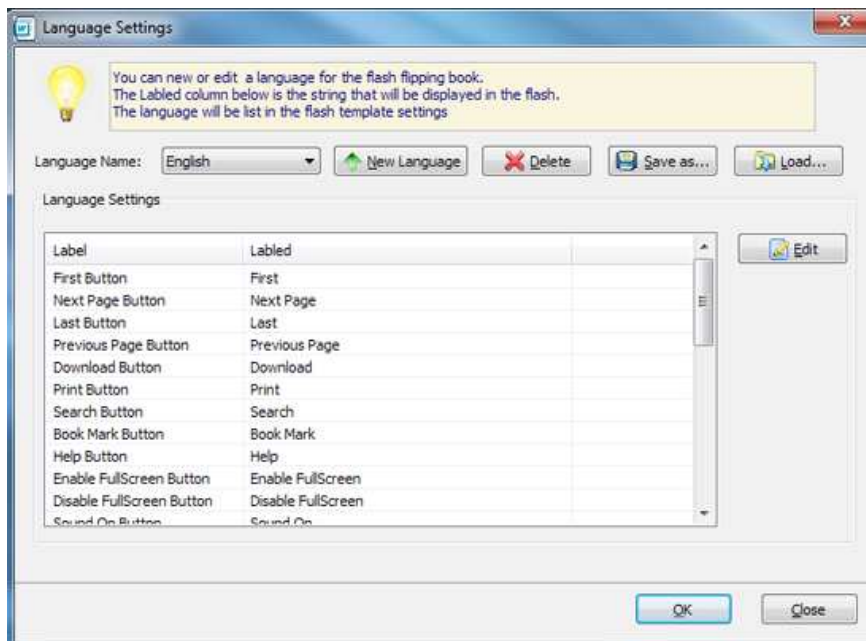 Language Settings
You can new or edit a language for the flash flipping book.
The Labled column below is the string that will be displayed in the flash.
The language will be list in the flash template settings
Language Name: English New Language Delete Save as... Load...
Language Settings
Label Labled
Edit
First Button First
Next Page Button Next Page
Last Button Last
Previous Page Button Previous Page
Download Button Download
Print Button Print
Search Button Search
Book Mark Button Book Mark
Help Button Help
Enable FullScreen Button Enable FullScreen
Disable FullScreen Button Disable FullScreen
Sound On Button Sound On
OK Close